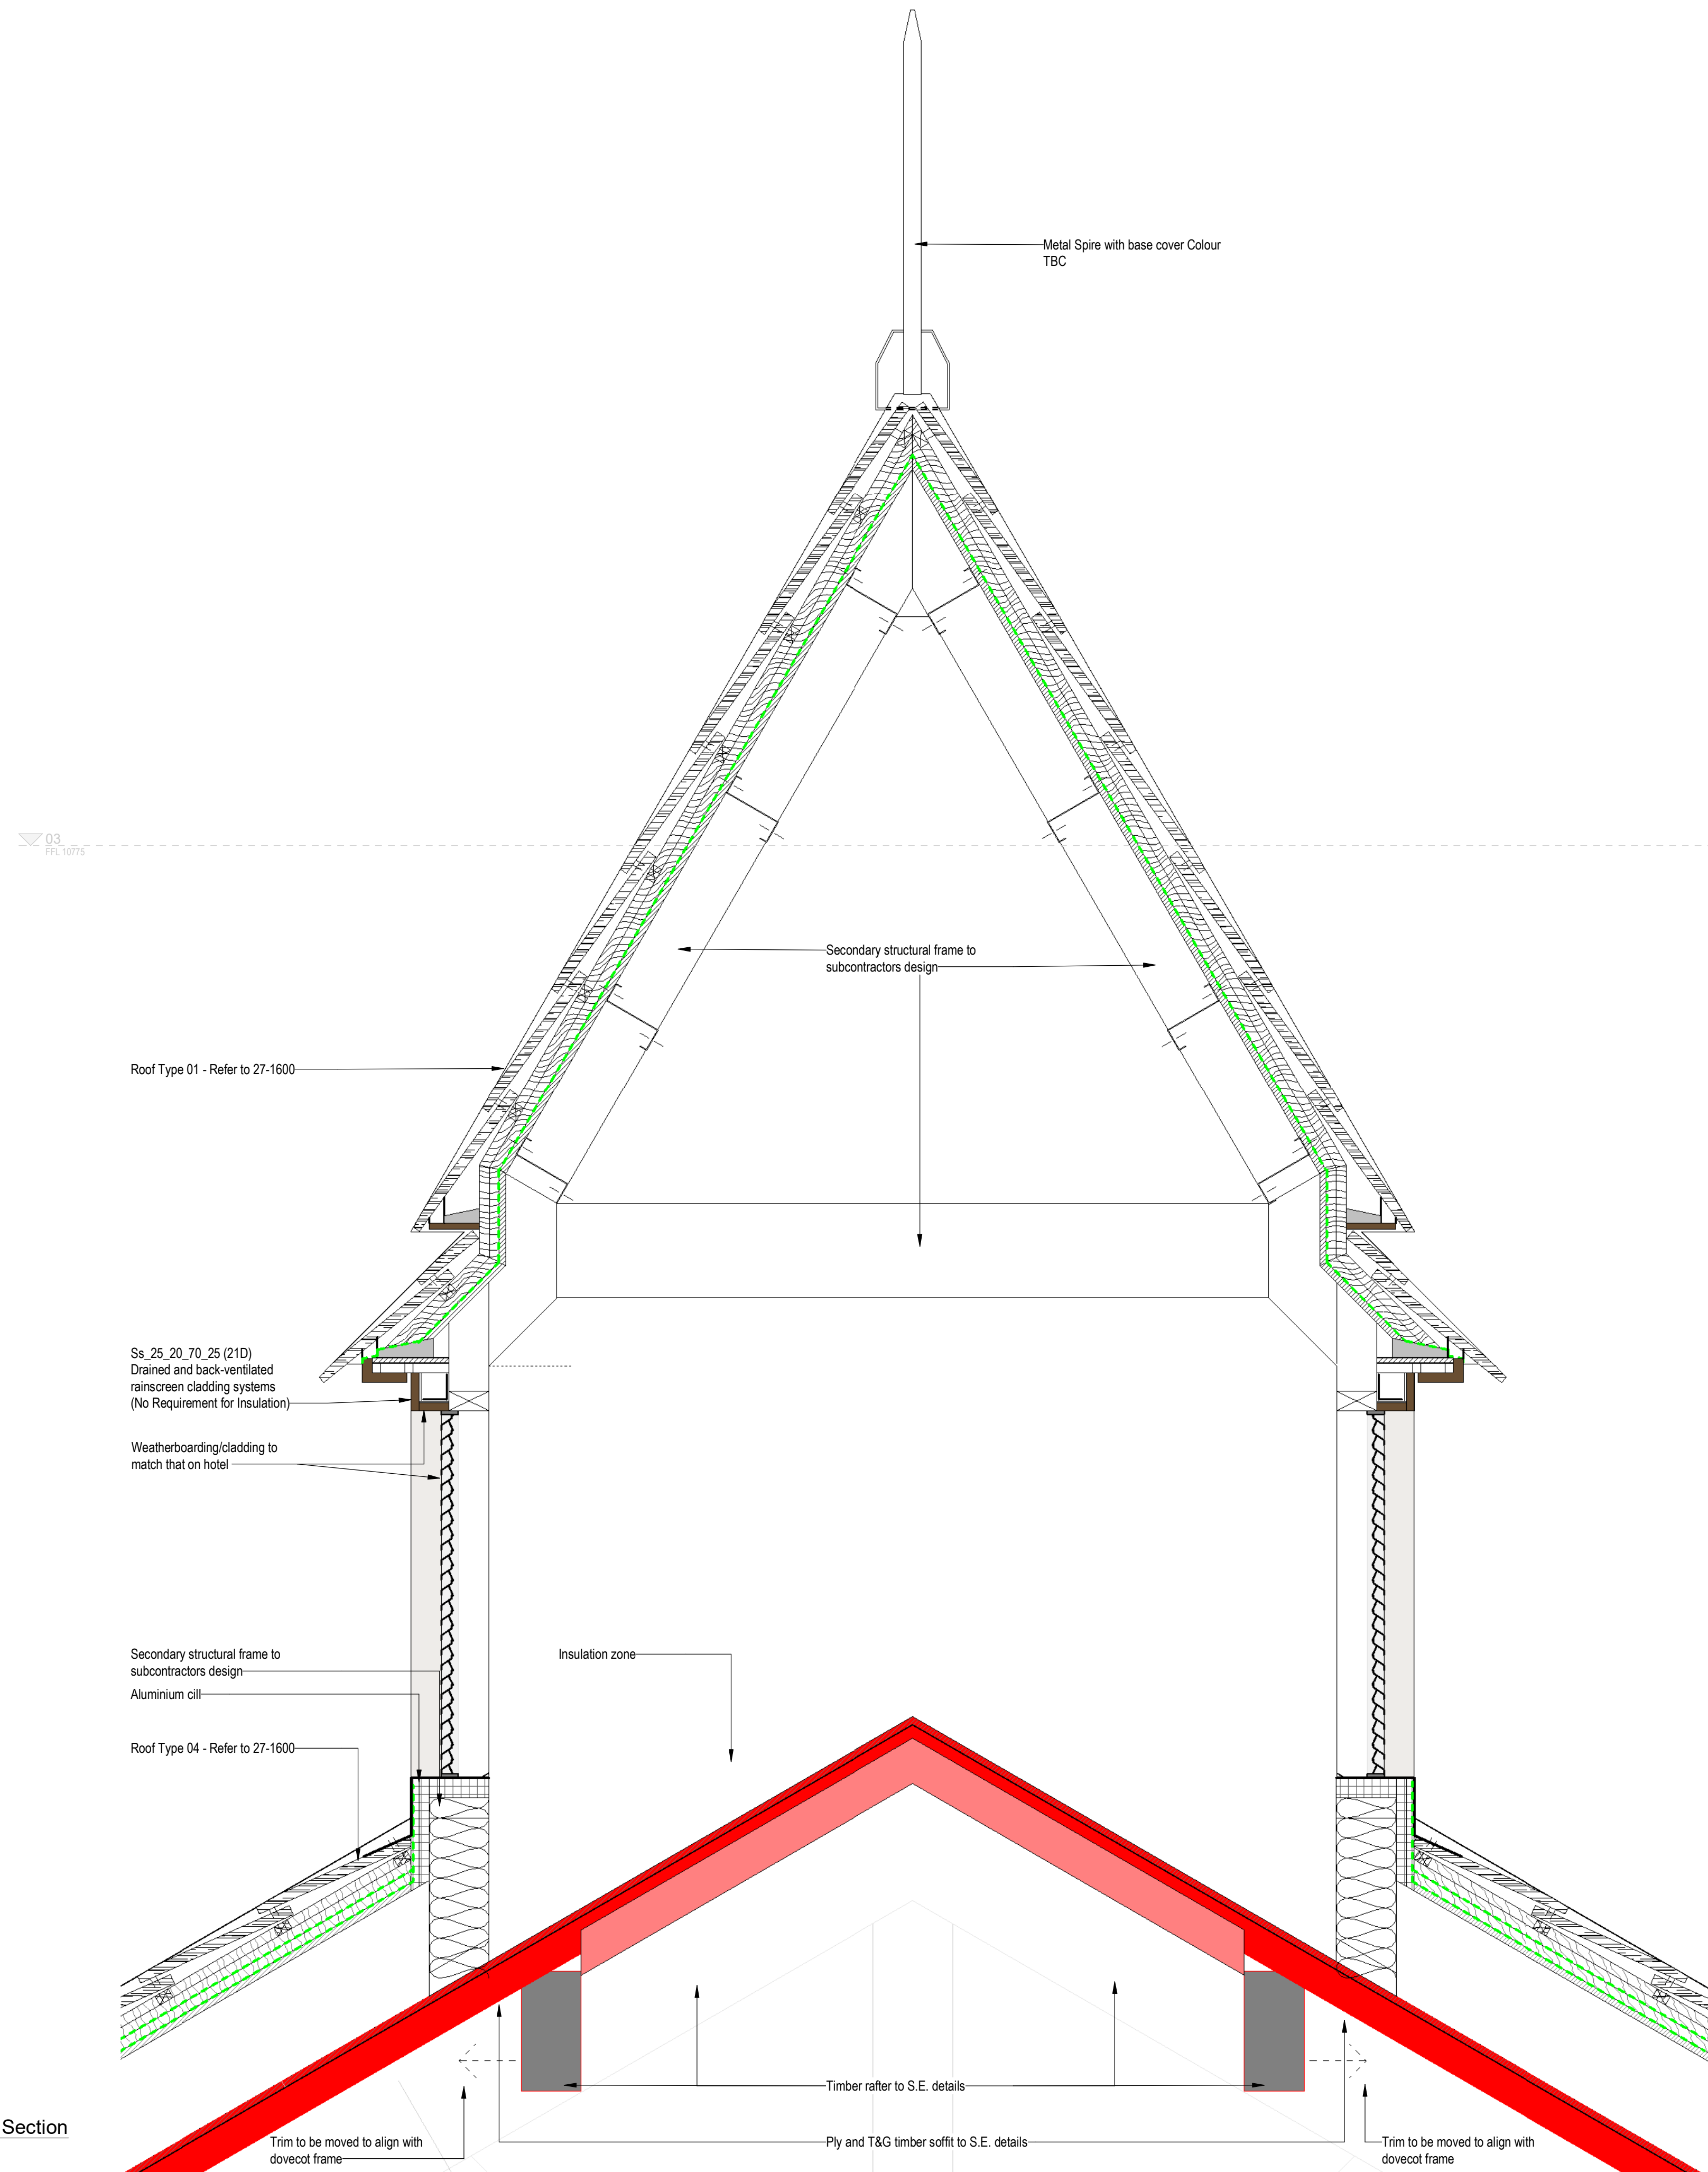 Metal Spire with base cover Colour
TBC
03
FFL 10775
Secondary structural frame to
subcontractors design
Roof Type 01 - Refer to 27-1600
Ss_25_20_70_25 (21D)
Drained and back-ventilated
rainscreen cladding systems
(No Requirement for Insulation)
Weatherboarding/cladding to
match that on hotel
Secondary structural frame to
subcontractors design
Insulation zone
Aluminium cill
Roof Type 04 - Refer to 27-1600
Timber rafter to S.E. details
Section
Trim to be moved to align with
dovecot frame
Ply and T&G timber soffit to S.E. details
Trim to be moved to align with
dovecot frame